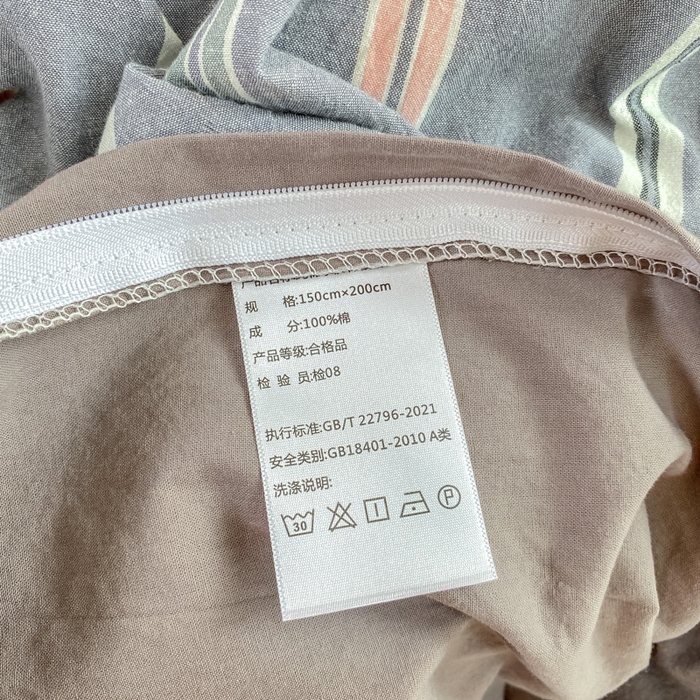 规 格:150cm×200cm
成 分:100%棉
产品等级:合格品
检 验 员:检08
执行标准:GB/T 22796-2021
安全类别:GB18401-2010 A类
洗涤说明:
30
P